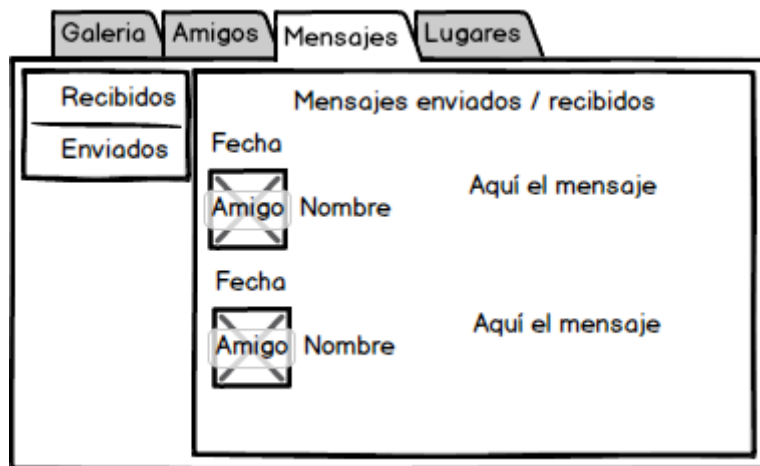 Galeria Amigos Mensajes Lugares
Recibidos
Enviados
Mensajes enviados / recibidos
Fecha
Amigo Nombre
Aquí el mensaje
Fecha
Amigo Nombre
Aquí el mensaje